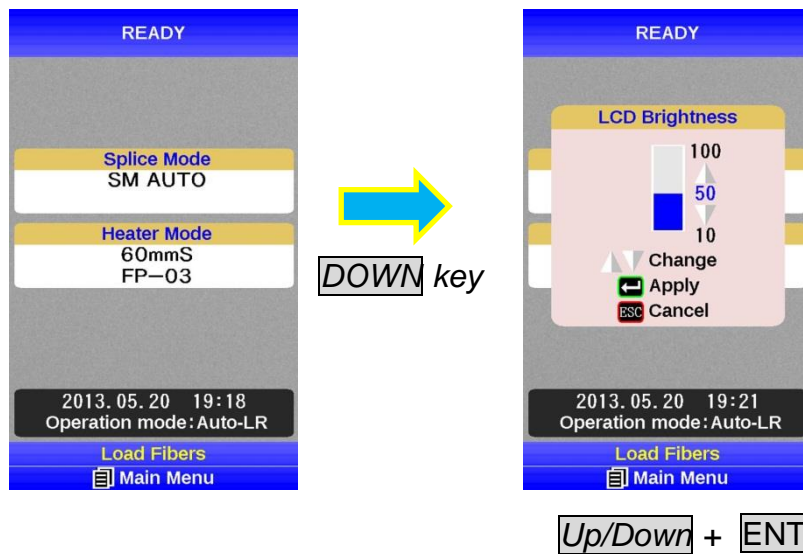 READY
Splice Mode
SM AUTO
Heater Mode
60mmS
FP-03
2013.05.20 19:18
Operation mode:Auto-LR
Load Fibers
Main Menu
DOWN key
READY
LCD Brightness
100
50
10
Change
Apply
ESC Cancel
2013.05.20 19:21
Operation mode:Auto-LR
Load Fibers
Main Menu
Up/Down + ENT